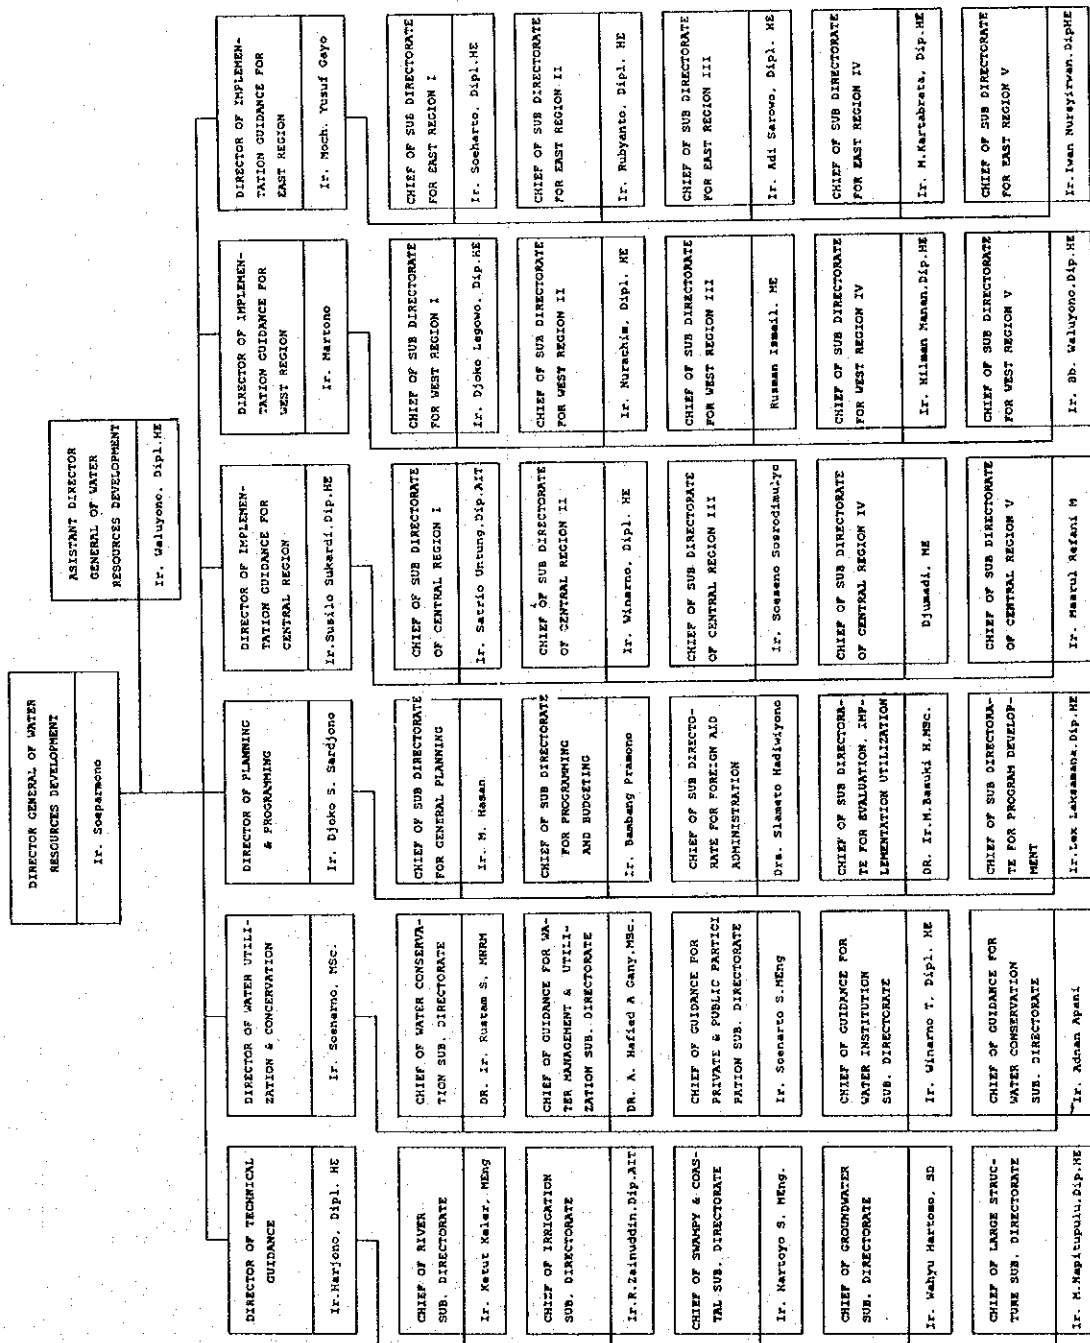 DIRECTOR GENERAL OF WATER
RESOURCES DEVELOPMENT
Ir. Soeparmono
ASISTANT DIRECTOR
GENERAL OF WATER
RESOURCES DEVELOPMENT
Ir. Waluyono, Dipl.HE
DIRECTOR OF TECHNICAL
GUIDANCE
Ir.Harjono, Dipl. HE
CHIEF OF RIVER
SUB. DIRECTORATE
Ir. Ketut Kaler, MEng
CHIEF OF IRRIGATION
SUB. DIRECTORATE
Ir.R.Zainuddin.Dip.AIT
CHIEF OF SWAMPY & COAS-
TAL SUB. DIRECTORATE
Ir. Hartoyo S. MEng.
CHIEF OF GROUNDWATER
SUB. DIRECTORATE
Ir. Wahyu Hartomo, SD
CHIEF OF LARGE STRUC-
TURE SUB. DIRECTORATE
Ir. M.Napitupulu.Dip.HE
DIRECTOR OF WATER UTILI-
ZATION & CONCERVATION
Ir. Soenarno, MSc.
CHIEF OF WATER CONSERVA-
TION SUB. DIRECTORATE
DR. Ir. Rustam S, MHRM
CHIEF OF GUIDANCE FOR WA-
TER MANAGEMENT & UTILI-
ZATION SUB. DIRECTORATE
DR. A. Hafied A Gany.MSc.
CHIEF OF GUIDANCE FOR
PRIVATE & PUBLIC PARTICI
PATION SUB. DIRECTORATE
Ir. Soenarto S.MEng
CHIEF OF GUIDANCE FOR
WATER INSTITUTION
SUB. DIRECTORATE
Ir. Winarno T, Dipl. HE
CHIEF OF GUIDANCE FOR
WATER CONSERVATION
SUB. DIRECTORATE
Ir. Adnan Apani
DIRECTOR OF PLANNING
& PROGRAMMING
Ir. Djoko S. Sardjono
CHIEF OF SUB DIRECTORATE
FOR GENERAL PLANNING
Ir. M. Hasan
CHIEF OF SUB DIRECTORATE
FOR PROGRAMMING
AND BUDGETING
Ir. Bambang Pramono
CHIEF OF SUB DIRECTO-
RATE FOR FOREIGN AID
ADMINISTRATION
Drs. Slamato Hadiwiyono
CHIEF OF SUB DIRECTORA-
TE FOR EVALUATION, IMP-
LEMENTATION UTILIZATION
DR. Ir.M.Basuki H.MSc.
CHIEF OF SUB DIRECTORA-
TE FOR PROGRAM DEVELOP-
MENT
Ir.Lex Laksamana.Dip.HE
DIRECTOR OF IMPLEMEN-
TATION GUIDANCE FOR
CENTRAL REGION
Ir.Susilo Sukardi.Dip.HE
CHIEF OF SUB DIRECTORATE
OF CENTRAL REGION I
Ir. Satrio Untung.Dip.AIT
CHIEF OF SUB DIRECTORATE
OF CENTRAL REGION II
Ir. Winarno, Dipl. HE
CHIEF OF SUB DIRECTORATE
OF CENTRAL REGION III
Ir. Soeseno Sosrodimulyo
CHIEF OF SUB DIRECTORATE
OF CENTRAL REGION IV
Djumadi, ME
CHIEF OF SUB DIRECTORATE
OF CENTRAL REGION V
Ir. Maarul Refani M
DIRECTOR OF IMPLEMEN-
TATION GUIDANCE FOR
WEST REGION
Ir. Martono
CHIEF OF SUB DIRECTORATE
FOR WEST REGION I
Ir. Djoko Legowo, Dip.HE
CHIEF OF SUB DIRECTORATE
FOR WEST REGION II
Ir. Nurachim, Dipl. HE
CHIEF OF SUB DIRECTORATE
FOR WEST REGION III
Rusman Ismail. ME
CHIEF OF SUB DIRECTORATE
FOR WEST REGION IV
Ir. Hilman Manan.Dip.HE
CHIEF OF SUB DIRECTORATE
FOR WEST REGION V
Ir. Bb. Waluyono.Dip.HE
DIRECTOR OF IMPLEMEN-
TATION GUIDANCE FOR
EAST REGION
Ir. Moch. Yusuf Gayo
CHIEF OF SUB DIRECTORATE
FOR EAST REGION I
Ir. Soeharto, Dipl.HE
CHIEF OF SUB DIRECTORATE
FOR EAST REGION II
Ir. Rubyanto, Dipl. HE
CHIEF OF SUB DIRECTORATE
FOR EAST REGION III
Ir. Adi Sarowo, Dipl. HE
CHIEF OF SUB DIRECTORATE
FOR EAST REGION IV
Ir. M.Kartabrata, Dip.HE
CHIEF OF SUB DIRECTORATE
FOR EAST REGION V
Ir.Iwan Nursyirwan.DipHE